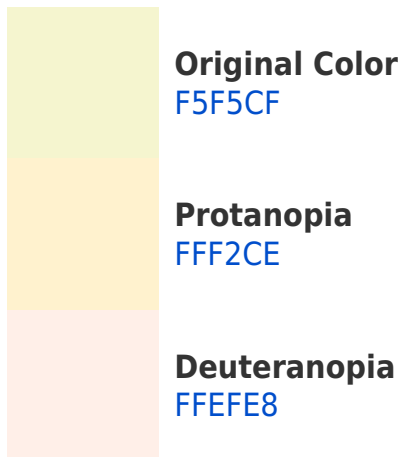 Original Color
F5F5CF
Protanopia
FFF2CE
Deuteranopia
FFEFE8